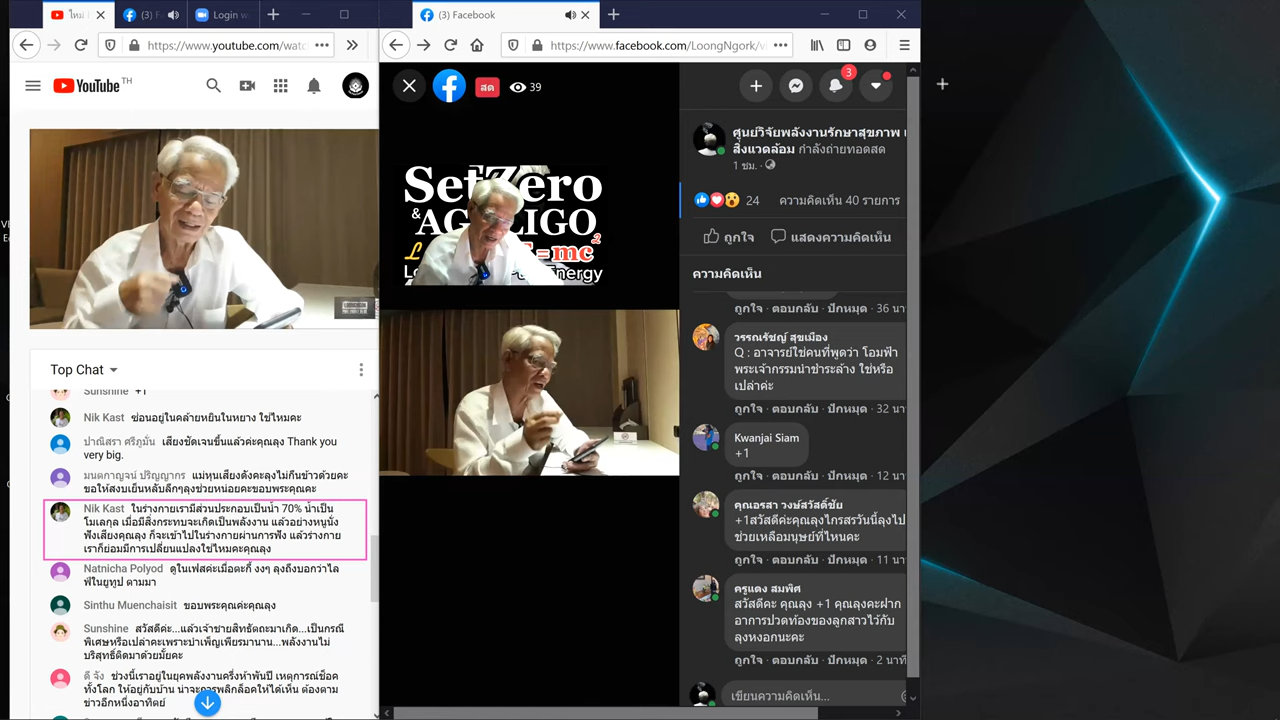 ใหม่
(3) F
Login w
https://www.youtube.com/watc
YouTube TH
Top Chat
Sunshine +1
Nik Kast ซ่อนอยู่ในคล้ายหยินในหยาง ใช่ไหมคะ
ปาณิสรา ศรีภุมั่น เสียงชัดเจนขึ้นแล้วค่ะคุณลุง Thank you
very big.
มนตกาญจน์ ปริญญากร แม่หุนเสียงดังคะลุงไม่กินข้าวด้วยคะ
ขอให้สงบเย็นหลับลึกๆลุงช่วยหน่อยคะขอบพระคุณคะ
Nik Kast ในร่างกายเรามีส่วนประกอบเป็นน้ำ 70% น้ำเป็น
โมเลกุล เมื่อมีสิ่งกระทบจะเกิดเป็นพลังงาน แล้วอย่างหนูนั่ง
ฟังเสียงคุณลุง ก็จะเข้าไปในร่างกายผ่านการฟัง แล้วร่างกาย
เราก็ย่อมมีการเปลี่ยนแปลงใช่ไหมคะคุณลุง
Natnicha Polyod ดูในเฟสค่ะเมื่อตะกี้ งงๆ ลุงถึงบอกว่าไล
ฟ์ในยูทูป ตามมา
Sinthu Muenchaisit ขอบพระคุณค่ะคุณลุง
Sunshine สวัสดีค่ะ...แล้วเจ้าชายสิทธัตถะมาเกิด...เป็นกรณี
พิเศษหรือเปล่าคะเพราะบำเพ็ญเพียรมานาน...พลังงานไม่
บริสุทธิ์ติดมาด้วยมั้ยคะ
ดี จัง ช่วงนี้เราอยู่ในยุคพลังงานครึ่งห้าพันปี เหตุการณ์ช็อค
ทั้งโลก ให้อยู่กับบ้าน น่าจะการพลิกล็อคให้ได้เห็น ต้องตาม
ข่าวอีกหนึ่งอาทิตย์
(3) Facebook
https://www.facebook.com/LoongNgork/v
สด
39
SetZero
& AG LIGO
E=mc2
Energy
3
ศูนย์วิจัยพลังงานรักษาสุขภาพ
สิ่งแวดล้อม กำลังถ่ายทอดสด
1 ชม.
24 ความคิดเห็น 40 รายการ
ถูกใจ แสดงความคิดเห็น
ความคิดเห็น
ถูกใจ · ตอบกลับ · ปักหมุด · 36 นา
วรรณรัชญ์ สุขเมือง
Q : อาจารย์ใช่คนที่พูดว่า โอมฟ้า
พระเจ้ากรรมนำชำระล้าง ใช่หรือ
เปล่าค่ะ
ถูกใจ · ตอบกลับ · ปักหมุด · 32 นา
Kwanjai Siam
+1
ถูกใจ · ตอบกลับ · ปักหมุด · 12 นา
คุณอรสา วงษ์สวัสดิ์ชัย
+1สวัสดีค่ะคุณลุงไกรสรวันนี้ลุงไป
ช่วยเหลือมนุษย์ที่ไหนคะ
ถูกใจ · ตอบกลับ · ปักหมุด · 11 นา
ครูแดง สมพิศ
สวัสดีคะ คุณลุง +1 คุณลุงคะฝาก
อาการปวดท้องของลูกสาวไว้กับ
ลุงหงอกนะคะ
ถูกใจ · ตอบกลับ · ปักหมุด · 2 นาที
เขียนความคิดเห็น...